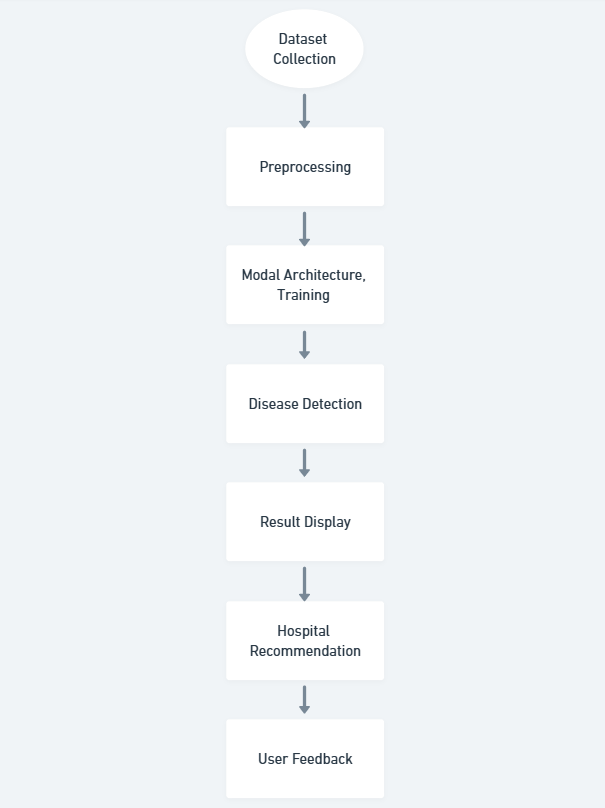 Dataset
Collection
Preprocessing
Modal Architecture,
Training
Disease Detection
Result Display
Hospital
Recommendation
User Feedback